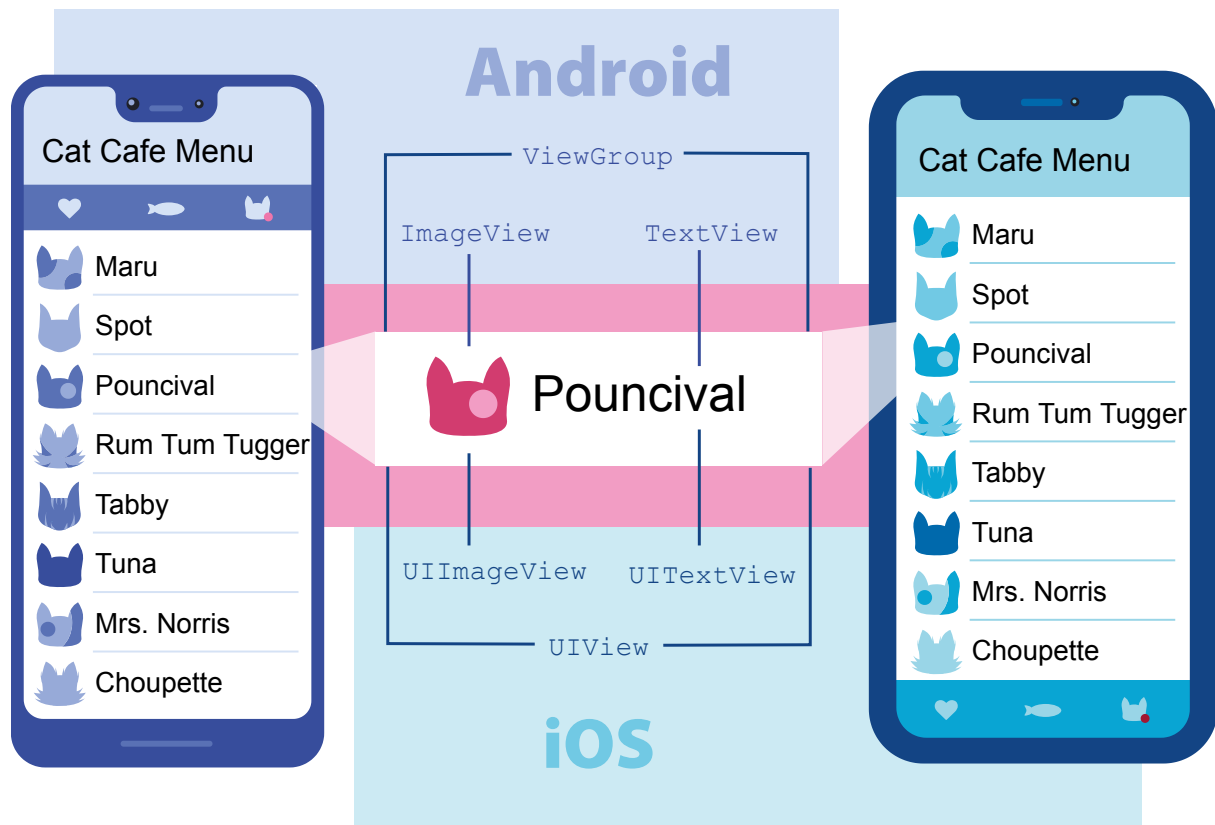 Android
Cat Cafe Menu
Maru
Spot
Pouncival
Rum Tum Tugger
Tabby
Tuna
Mrs. Norris
Choupette
ViewGroup
ImageView
TextView
Pouncival
UIImageView
UITextView
UIView
iOS
Cat Cafe Menu
Maru
Spot
Pouncival
Rum Tum Tugger
Tabby
Tuna
Mrs. Norris
Choupette